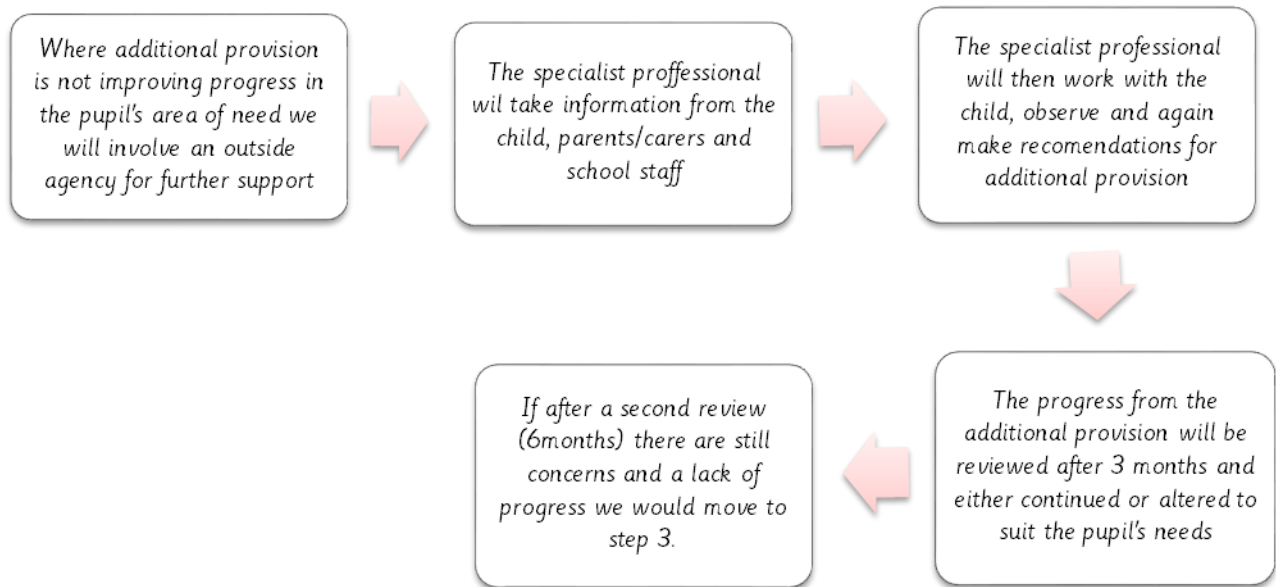 Where additional provision
is not improving progress in
the pupil's area of need we
will involve an outside
agency for further support
The specialist proffessional
wil take information from the
child, parents/carers and
school staff
The specialist professional
will then work with the
child, observe and again
make recomendations for
additional provision
The progress from the
additional provision will be
reviewed after 3 months and
either continued or altered to
suit the pupil's needs
If after a second review
(6months) there are still
concerns and a lack of
progress we would move to
step 3.